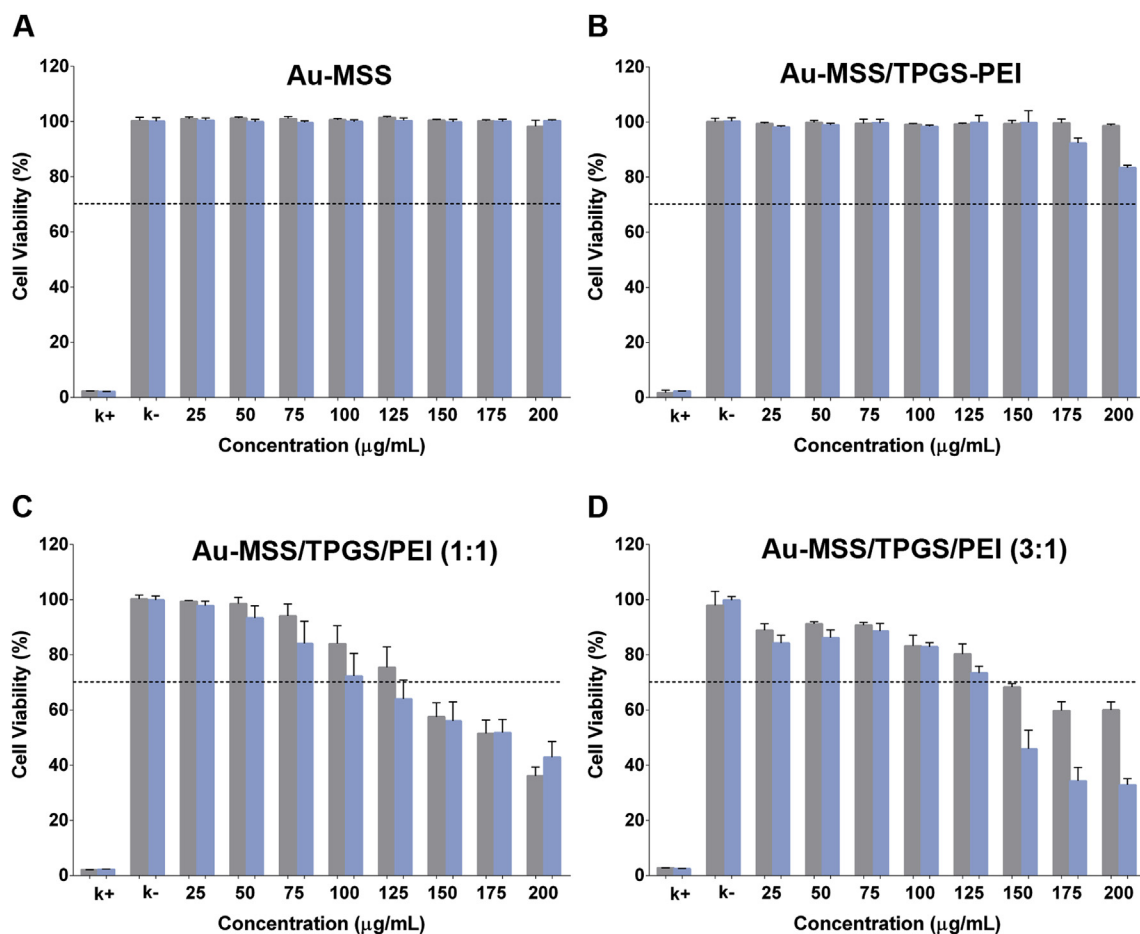 A
Au-MSS
Cell Viability (%)
120
100
80
60
40
20
0
k+ k- 25 50 75 100 125 150 175 200
Concentration (μg/mL)
B
Au-MSS/TPGS-PEI
Cell Viability (%)
120
100
80
60
40
20
0
k+ k- 25 50 75 100 125 150 175 200
Concentration (μg/mL)
C
Au-MSS/TPGS/PEI (1:1)
Cell Viability (%)
120
100
80
60
40
20
0
k+ k- 25 50 75 100 125 150 175 200
Concentration (μg/mL)
D
Au-MSS/TPGS/PEI (3:1)
Cell Viability (%)
120
100
80
60
40
20
0
k+ k- 25 50 75 100 125 150 175 200
Concentration (μg/mL)